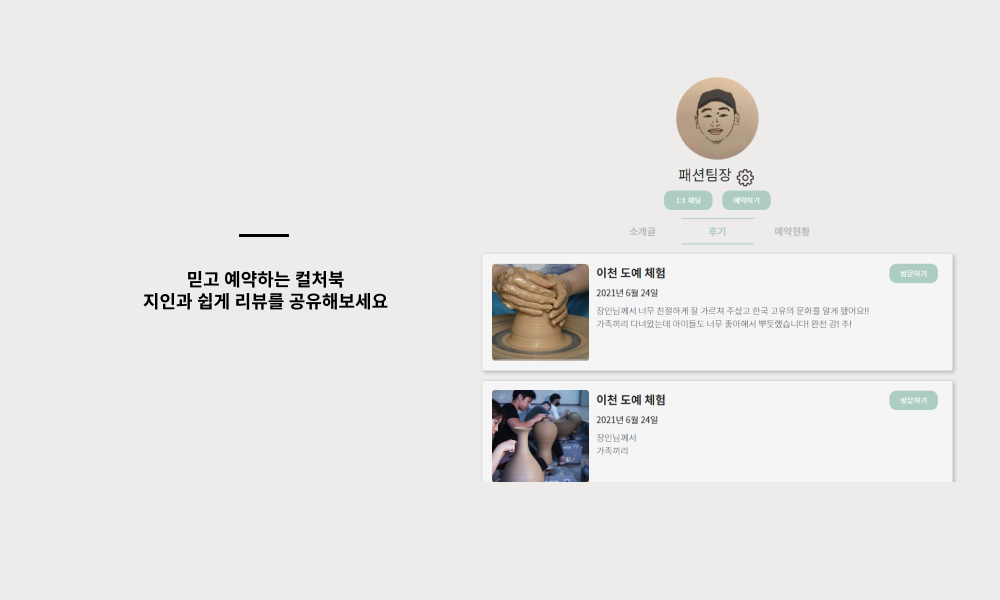 믿고 예약하는 컬처북
지인과 쉽게 리뷰를 공유해보세요
패션팀장
1:1 채팅
예약하기
소개글
후기
예약현황
이천 도예 체험
방문하기
2021년 6월 24일
장인님께서 너무 친절하게 잘 가르쳐 주셨고 한국 고유의 문화를 알게 됐어요!!
가족끼리 다녀왔는데 아이들도 너무 좋아해서 뿌듯했습니다! 완전 강! 추!
이천 도예 체험
방문하기
2021년 6월 24일
장인님께서
가족끼리